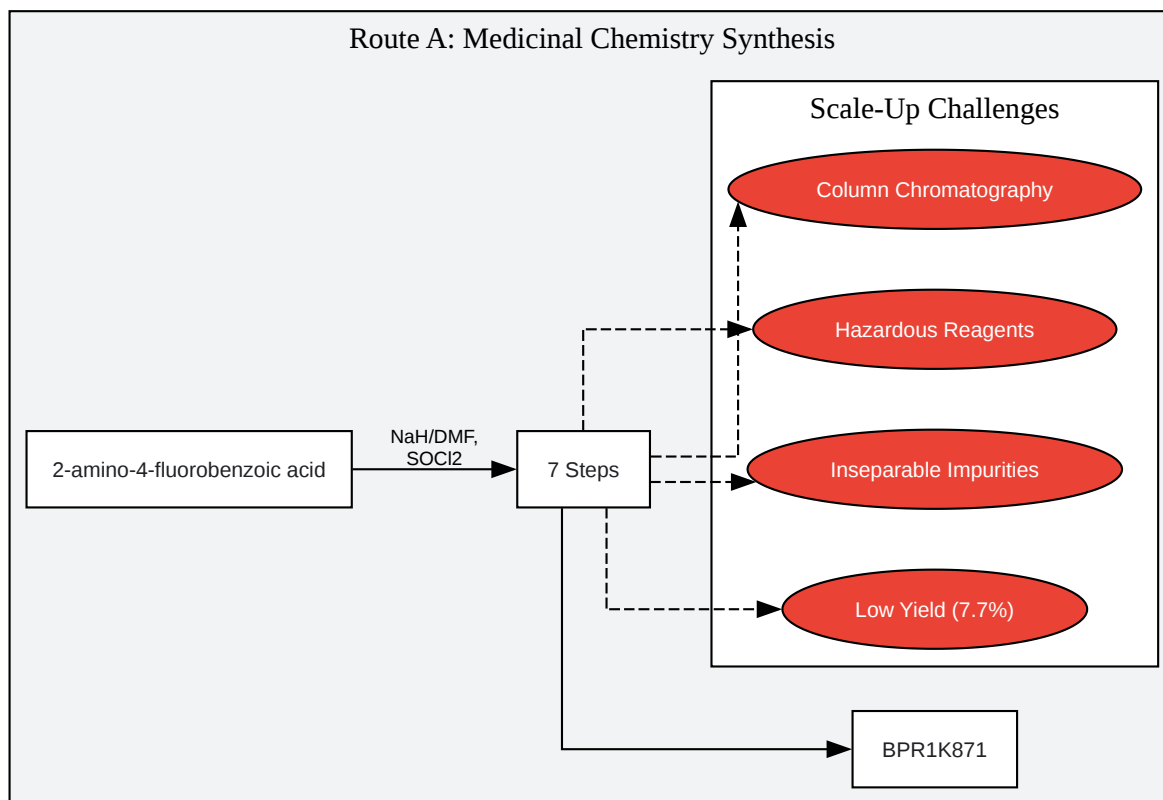 Route A: Medicinal Chemistry Synthesis
Scale-Up Challenges
Column Chromatography
Hazardous Reagents
2-amino-4-fluorobenzoic acid
NaH/DMF,
SOCl2
7 Steps
Inseparable Impurities
Low Yield (7.7%)
BPR1K871